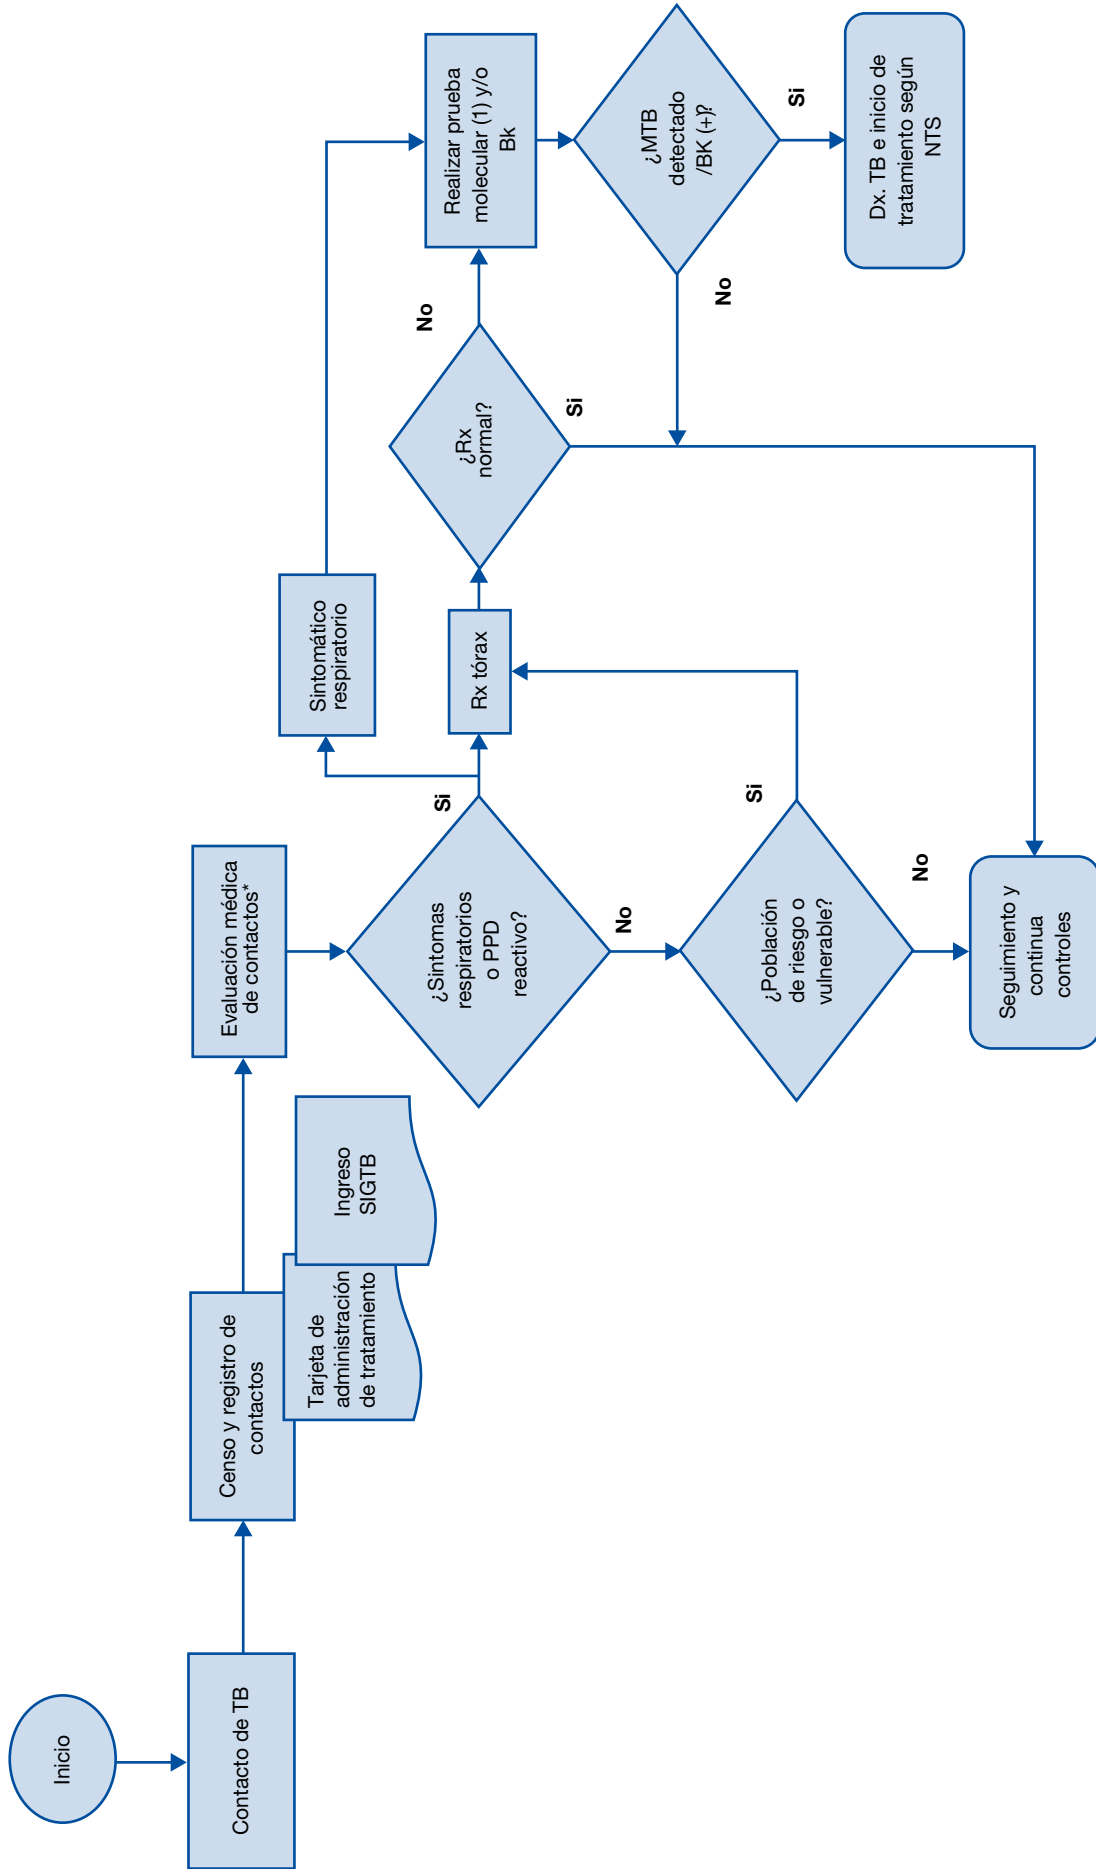 Inicio
Contacto de TB
Censo y registro de
contactos
Tarjeta de
administración
de tratamiento
Ingreso
SIGTB
Evaluación médica
de contactos*
¿Sintomas
respiratorios
o PPD
reactivo?
Si
No
Sintomático
respiratorio
Rx tórax
¿Población
de riesgo o
vulnerable?
Si
No
Seguimiento y
continua
controles
¿Rx
normal?
No
Si
Realizar prueba
molecular (1) y/o
Bk
¿MTB
detectado
/BK (+)?
No
Si
Dx. TB e inicio de
tratamiento según
NTS